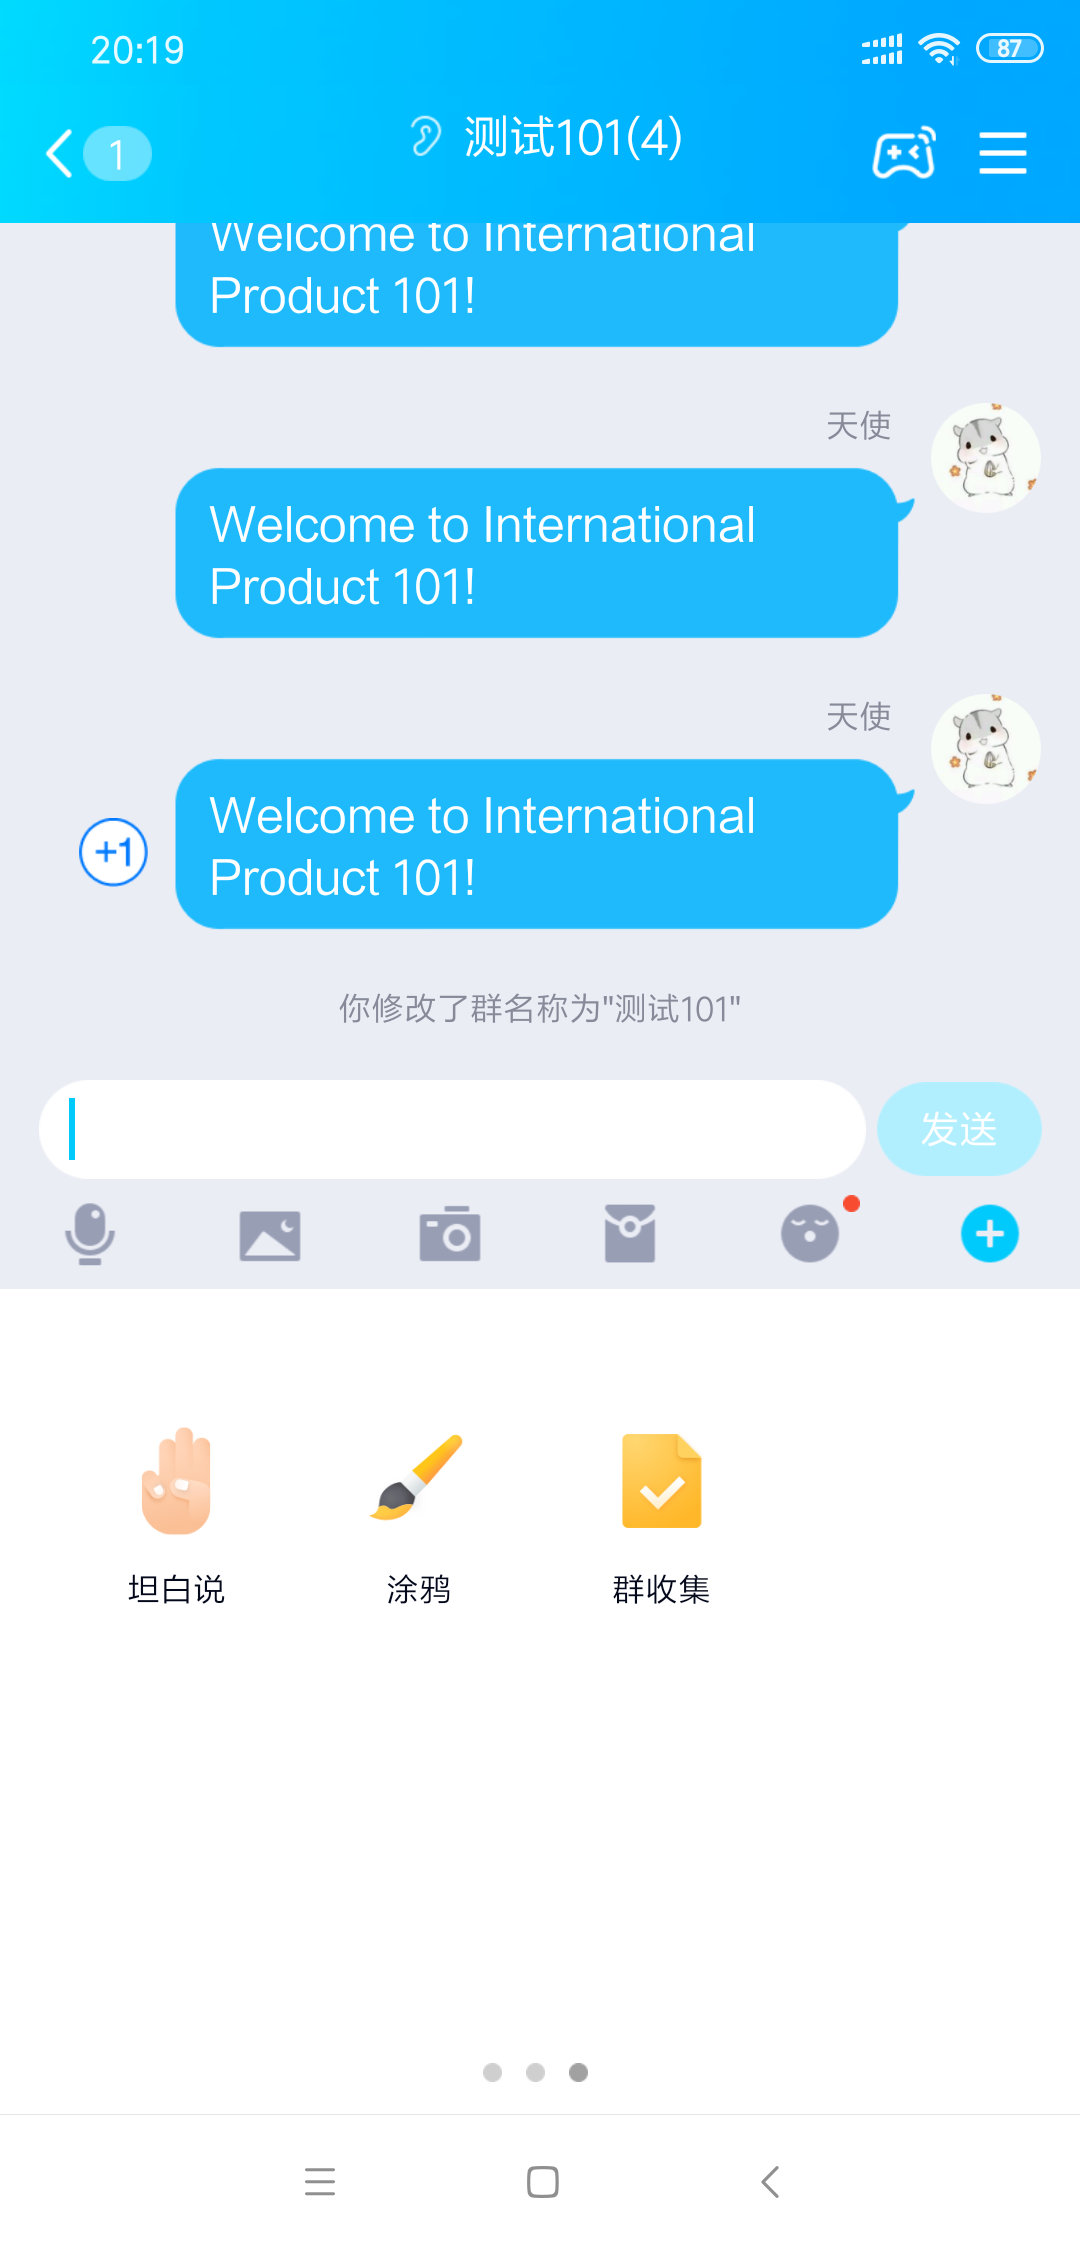 20:19
87
1
测试101(4)
Welcome to International
Product 101!
天使
Welcome to International
Product 101!
天使
Welcome to International
Product 101!
+1
你修改了群名称为"测试101"
发送
坦白说
涂鸦
群收集